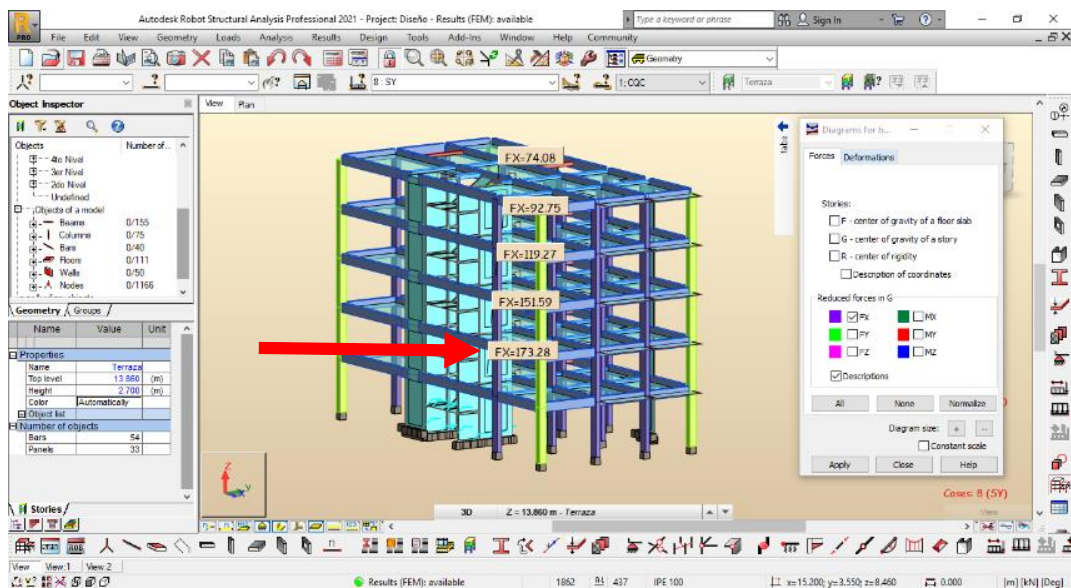 Autodesk Robot Structural Analysis Professional 2021 - Project: Diseño - Results (FEM): available
Type a keyword or phrase
Sign In
PRO
File Edit View Geometry Loads Analysis Results Design Tools Add-Ins Window Help Community
Geometry
8 : SY
1: CQC
Terraza
Object Inspector
View Plan
Objects Number of...
4to Nivel
3er Nivel
2do Nivel
Undefined
Objects of a model
Beams 0/155
Columns 0/75
Bars 0/40
Floors 0/111
Walls 0/50
Nodes 0/1166
Geometry Groups
Name Value Unit
Properties
Name Terraza
Top level 13.860 (m)
Height 2.700 (m)
Color Automatically
Object list
Number of objects
Bars 54
Panels 33
Stories
FX=74.08
FX=92.75
FX=119.27
FX=151.59
FX=173.28
Z
Y
3D Z = 13.860 m - Terraza
tabs
Diagrams for b...
Forces Deformations
Stories:
F - center of gravity of a floor slab
G - center of gravity of a story
R - center of rigidity
Description of coordinates
Reduced forces in G
FX MX
FY MY
FZ MZ
Descriptions
All None Normalize
Diagram size: + --
Constant scale
Apply Close Help
Cases: 8 (SY)
View
View View:1 View:2
Results (FEM): available
1862 437 IPE 100
x=15.200; y=3.550; z=8.460
0.000
[m] [kN] [Deg]